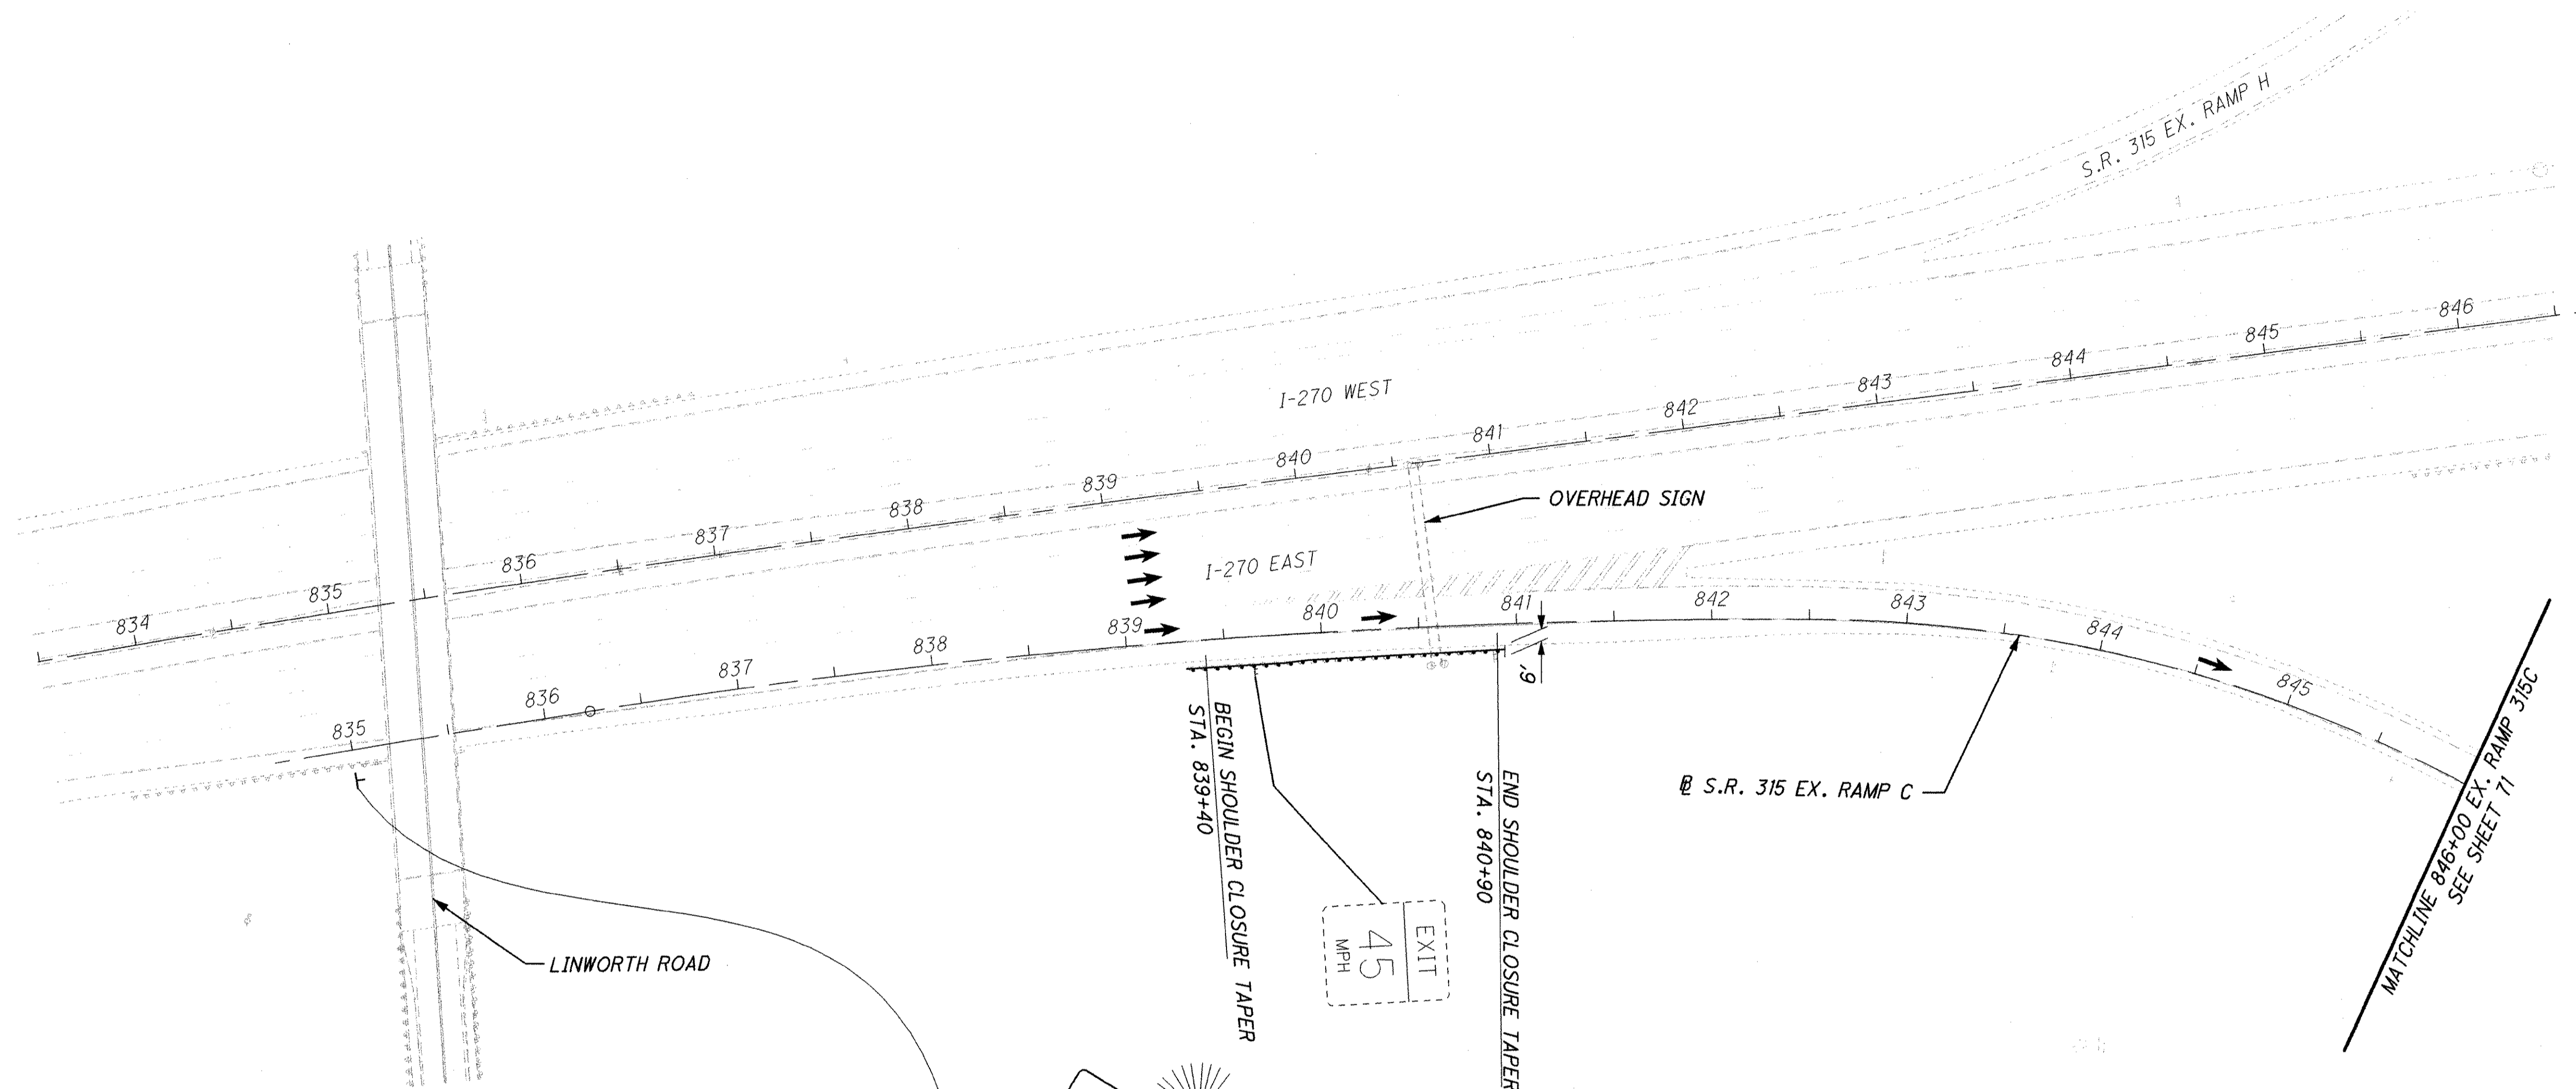 S.R. 315 EX. RAMP H
I-270 WEST
834 835 836 837 838 839 840 841 842 843 844 845 846
OVERHEAD SIGN
I-270 EAST
835 836 837 838 839 840 841 842 843 844 845
6'
BEGIN SHOULDER CLOSURE TAPER
STA. 839+40
END SHOULDER CLOSURE TAPER
STA. 840+90
EXIT
45
MPH
℄ S.R. 315 EX. RAMP C
LINWORTH ROAD
MATCHLINE 846+00 EX. RAMP 315C
SEE SHEET 71